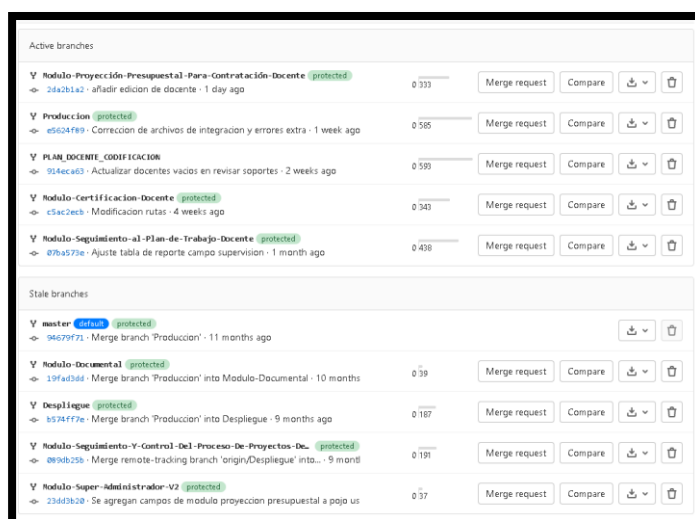 Active branches
Modulo-Proyección-Presupuestal-Para-Contratación-Docente protected
2da2b1a2 · añadir edicion de docente · 1 day ago
0 333 Merge request Compare
Produccion protected
e5624f89 · Correccion de archivos de integracion y errores extra · 1 week ago
0 585 Merge request Compare
PLAN_DOCENTE_CODIFICACION
914eca63 · Actualizar docentes vacios en revisar soportes · 2 weeks ago
0 593 Merge request Compare
Modulo-Certificacion-Docente protected
c5ac2ecb · Modificacion rutas · 4 weeks ago
0 343 Merge request Compare
Modulo-Seguimiento-al-Plan-de-Trabajo-Docente protected
07ba573e · Ajuste tabla de reporte campo supervision · 1 month ago
0 438 Merge request Compare
Stale branches
master default protected
94679f71 · Merge branch 'Produccion' · 11 months ago
Modulo-Documental protected
19fad3dd · Merge branch 'Produccion' into Modulo-Documental · 10 months
0 39 Merge request Compare
Despliegue protected
b574ff7e · Merge branch 'Produccion' into Despliegue · 9 months ago
0 187 Merge request Compare
Modulo-Seguimiento-Y-Control-Del-Proceso-De-Proyectos-De… protected
089db25b · Merge remote-tracking branch 'origin/Despliegue' into... · 9 montl
0 191 Merge request Compare
Modulo-Super-Administrador-V2 protected
23dd3b20 · Se agregan campos de modulo proyeccion presupuestal a pojo us
0 37 Merge request Compare